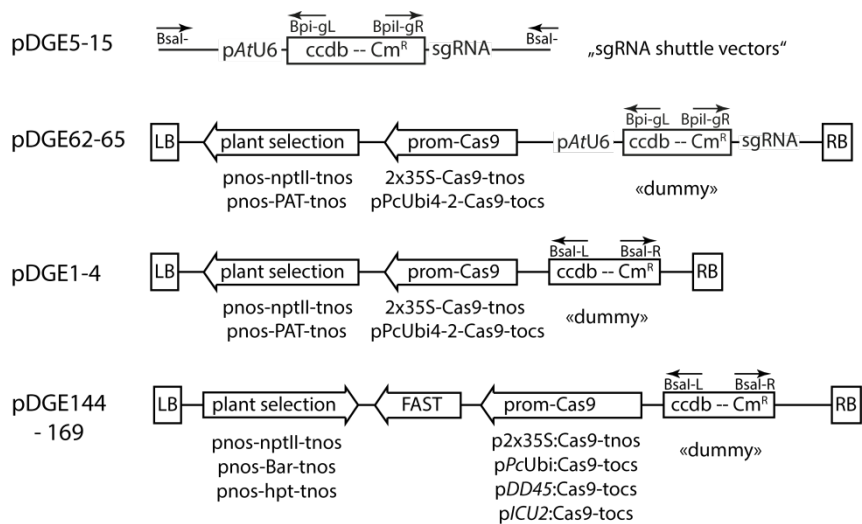 pDGE5-15
BsaI-
Bpi-gL
BpiI-gR
BsaI-
pAtU6
ccdb -- Cmᴿ
sgRNA
„sgRNA shuttle vectors“
pDGE62-65
LB
plant selection
prom-Cas9
pAtU6
Bpi-gL
BpiI-gR
ccdb -- Cmᴿ
sgRNA
RB
pnos-nptII-tnos
pnos-PAT-tnos
2x35S-Cas9-tnos
pPcUbi4-2-Cas9-tocs
«dummy»
pDGE1-4
LB
plant selection
prom-Cas9
BsaI-L
BsaI-R
ccdb -- Cmᴿ
RB
pnos-nptII-tnos
pnos-PAT-tnos
2x35S-Cas9-tnos
pPcUbi4-2-Cas9-tocs
«dummy»
pDGE144
- 169
LB
plant selection
FAST
prom-Cas9
BsaI-L
BsaI-R
ccdb -- Cmᴿ
RB
pnos-nptII-tnos
pnos-Bar-tnos
pnos-hpt-tnos
p2x35S:Cas9-tnos
pPcUbi:Cas9-tocs
pDD45:Cas9-tocs
pICU2:Cas9-tocs
«dummy»